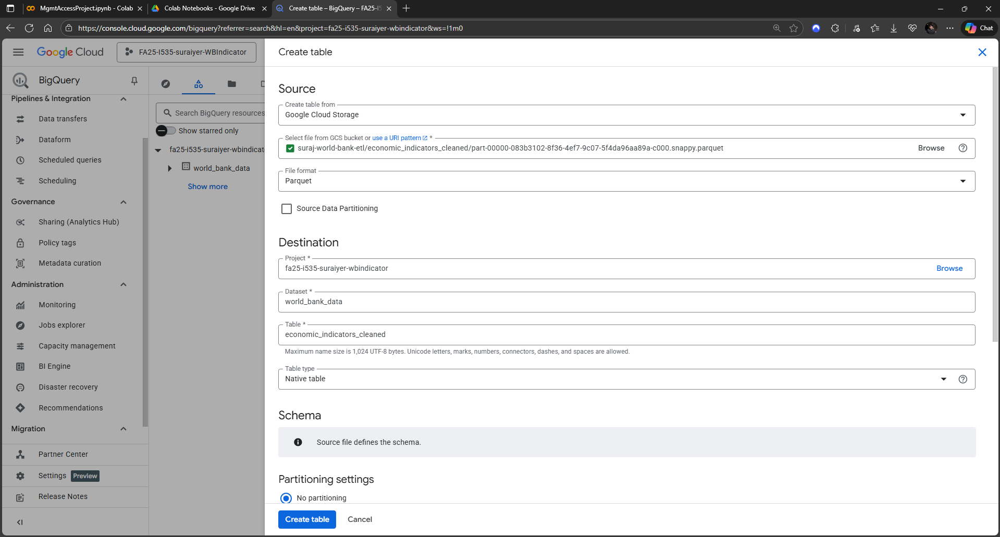 MgmtAccessProject.ipynb - Colab
Colab Notebooks - Google Drive
Create table – BigQuery – FA25-I5
https://console.cloud.google.com/bigquery?referrer=search&hl=en&project=fa25-i535-suraiyer-wbindicator&ws=!1m0
Chat
Google Cloud
FA25-I535-suraiyer-WBIndicator
BigQuery
Pipelines & Integration
Data transfers
Dataform
Scheduled queries
Scheduling
Governance
Sharing (Analytics Hub)
Policy tags
Metadata curation
Administration
Monitoring
Jobs explorer
Capacity management
BI Engine
Disaster recovery
Recommendations
Migration
Partner Center
Settings Preview
Release Notes
Search BigQuery resources
Show starred only
fa25-i535-suraiyer-wbindicat
world_bank_data
Show more
Create table
Source
Create table from
Google Cloud Storage
Select file from GCS bucket or use a URI pattern *
suraj-world-bank-etl/economic_indicators_cleaned/part-00000-083b3102-8f36-4ef7-9c07-5f4da96aa89a-c000.snappy.parquet
Browse
File format
Parquet
Source Data Partitioning
Destination
Project *
fa25-i535-suraiyer-wbindicator
Browse
Dataset *
world_bank_data
Table *
economic_indicators_cleaned
Maximum name size is 1,024 UTF-8 bytes. Unicode letters, marks, numbers, connectors, dashes, and spaces are allowed.
Table type
Native table
Schema
Source file defines the schema.
Partitioning settings
No partitioning
Create table
Cancel